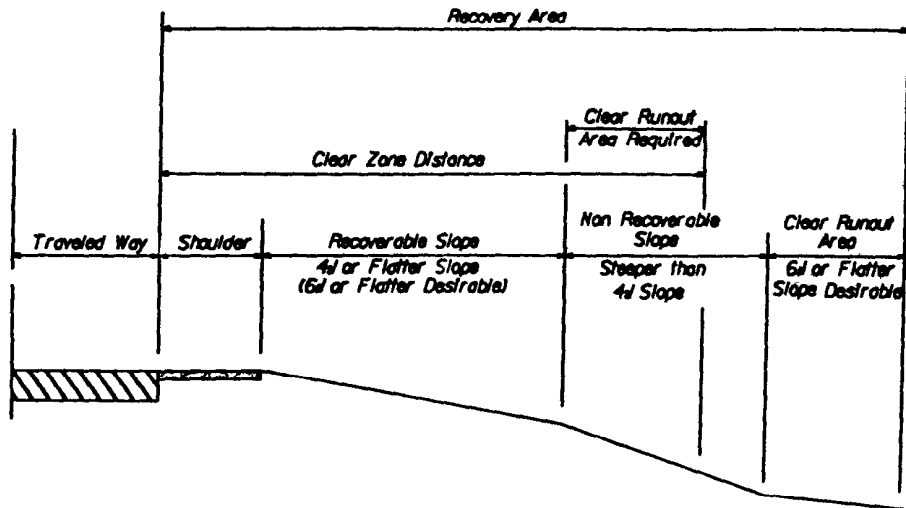 Recovery Area
Clear Runout
Area Required
Clear Zone Distance
Traveled Way
Shoulder
Recoverable Slope
4:1 or Flatter Slope
(6:1 or Flatter Desirable)
Non Recoverable
Slope
Steeper than
4:1 Slope
Clear Runout
Area
6:1 or Flatter
Slope Desirable